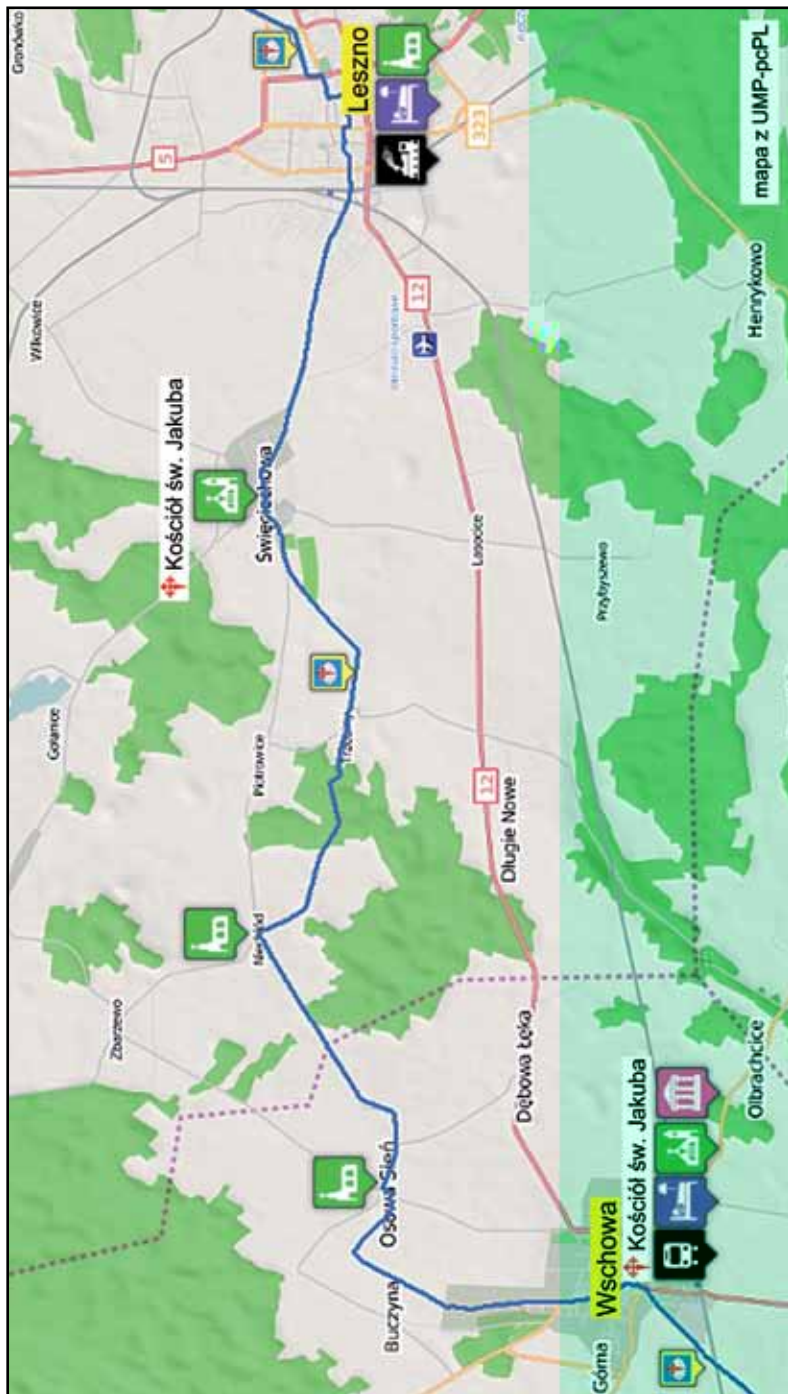 Gronówko
Wilkowice
Gołanice
Zbarzewo
5
Kościół św. Jakuba
Niechłód
Piotrowice
Święciechowa
Leszno
Osowa Sień
Buczyna
12
Lasocice
323
12
Długie Nowe
Dębowa Łęka
Górna
Wschowa
Przybyszewo
Kościół św. Jakuba
Olbrachcice
Henrykowo
mapa z UMP-pcPL